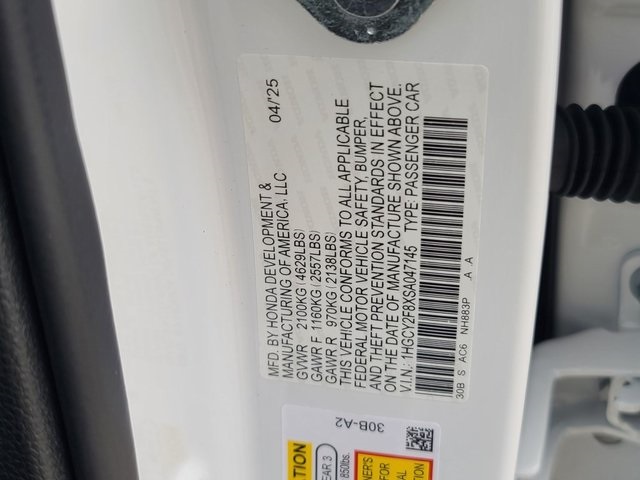 MFD. BY HONDA DEVELOPMENT & 04/'25
MANUFACTURING OF AMERICA, LLC
GVWR 2100KG(4629LBS)
GAWR F 1160KG(2557LBS)
GAWR R 970KG(2138LBS)
THIS VEHICLE CONFORMS TO ALL APPLICABLE
FEDERAL MOTOR VEHICLE SAFETY, BUMPER,
AND THEFT PREVENTION STANDARDS IN EFFECT
ON THE DATE OF MANUFACTURE SHOWN ABOVE.
V.I.N.: 1HGCY2F8XSA047145 TYPE: PASSENGER CAR
30B S AC6 NH883P A A
30B-A2
850lbs.